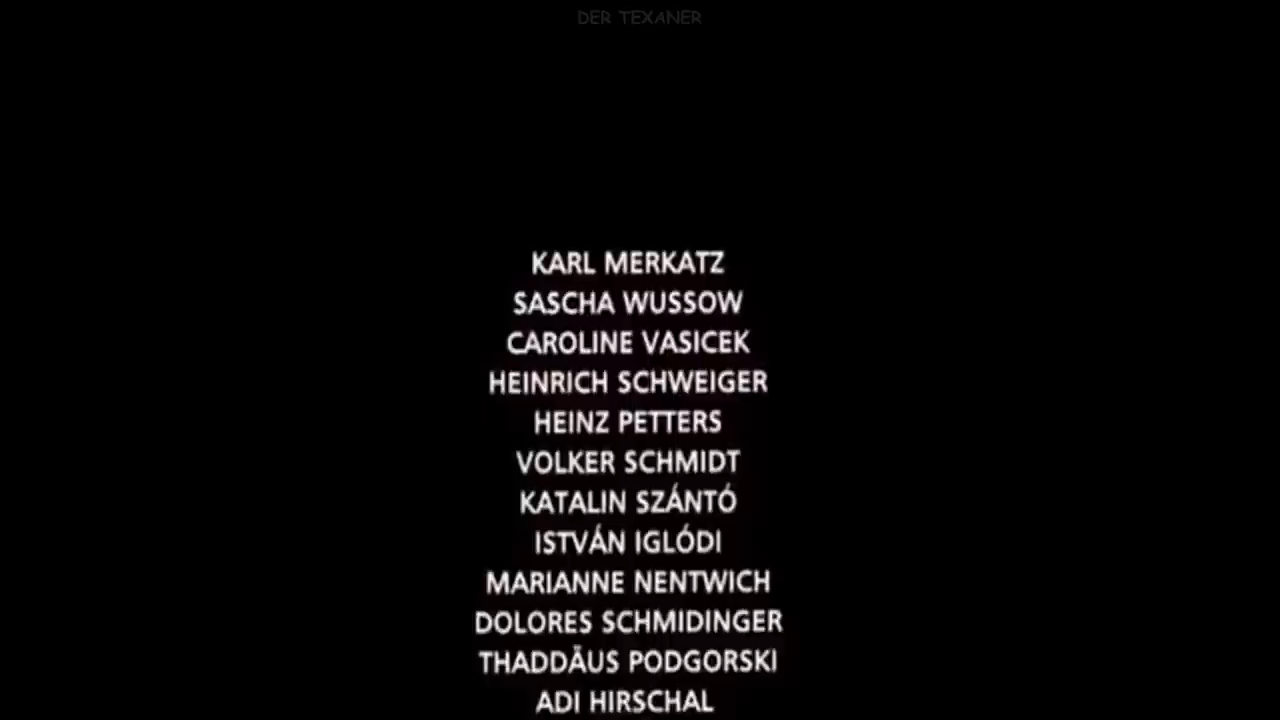 DER TEXANER
KARL MERKATZ
SASCHA WUSSOW
CAROLINE VASICEK
HEINRICH SCHWEIGER
HEINZ PETTERS
VOLKER SCHMIDT
KATALIN SZÁNTÓ
ISTVÁN IGLÓDI
MARIANNE NENTWICH
DOLORES SCHMIDINGER
THADDÄUS PODGORSKI
ADI HIRSCHAL